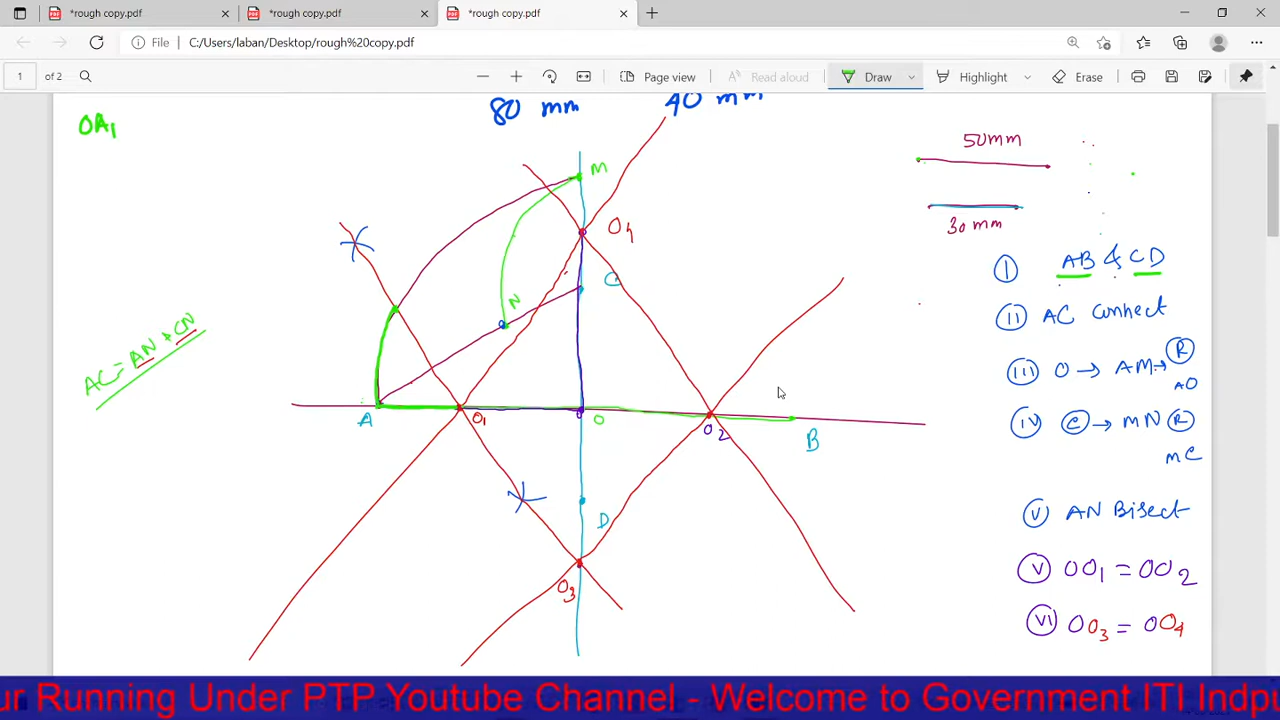 *rough copy.pdf
*rough copy.pdf
*rough copy.pdf
File
C:/Users/laban/Desktop/rough%20copy.pdf
1
of 2
Page view
Read aloud
Draw
Highlight
Erase
80 mm
40 mm
OA1
50mm
30mm
M
O4
C
N
AC = AN + CN
A
O1
O
O2
B
D
O3
I AB & CD
II AC connect
III O → AM → R
AO
IV C → MN R
MC
V AN Bisect
V OO1 = OO2
VI OO3 = OO4
ur Running Under PTP Youtube Channel - Welcome to Government ITI Indpu